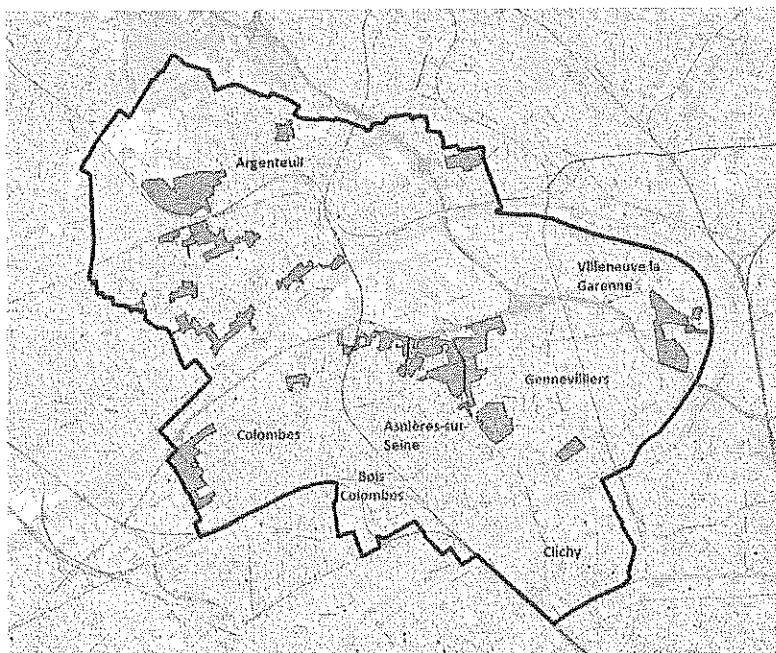 Argenteuil
Villeneuve la
Garenne
Gennevilliers
Colombes
Asnières-sur-
Seine
Bois
Colombes
Clichy